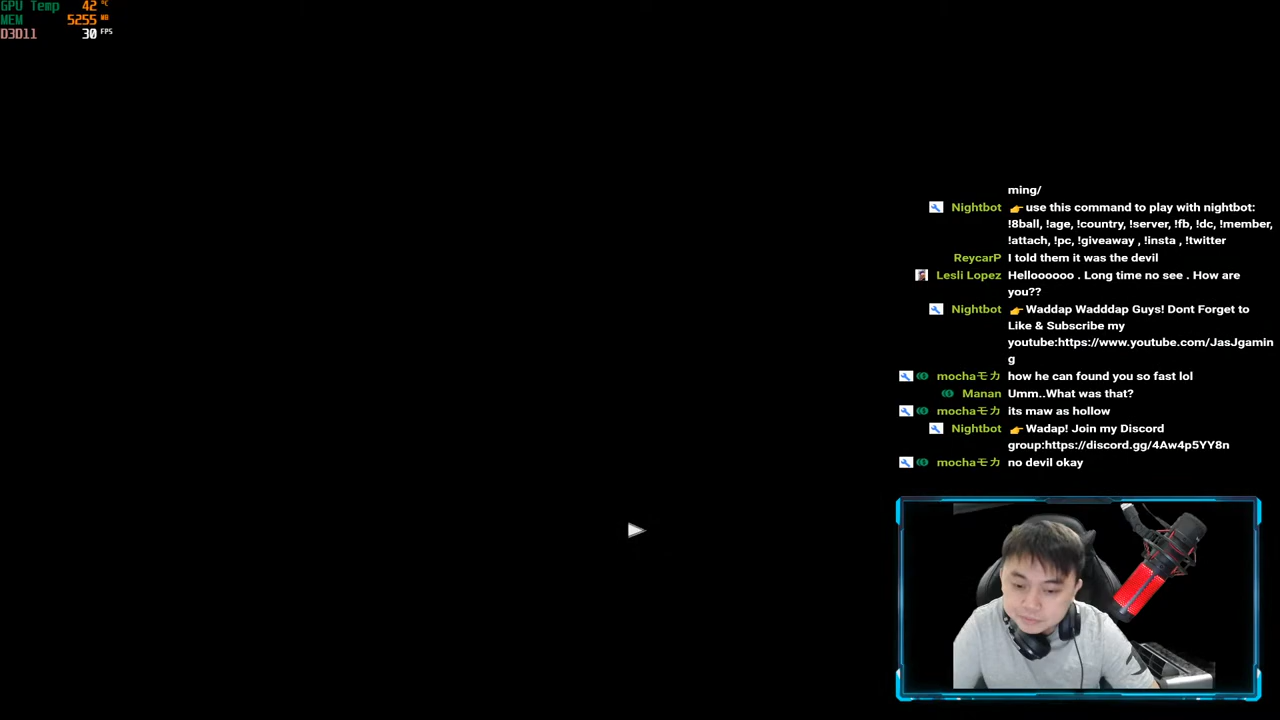 GPU Temp 42 °C
MEM 5255 MB
D3D11 30 FPS
ming/
Nightbot 👉 use this command to play with nightbot:
!8ball, !age, !country, !server, !fb, !dc, !member,
!attach, !pc, !giveaway , !insta , !twitter
ReycarP I told them it was the devil
Lesli Lopez Helloooooo . Long time no see . How are
you??
Nightbot 👉 Waddap Wadddap Guys! Dont Forget to
Like & Subscribe my
youtube:https://www.youtube.com/JasJgamin
g
mochaモカ how he can found you so fast lol
Manan Umm..What was that?
mochaモカ its maw as hollow
Nightbot 👉 Wadap! Join my Discord
group:https://discord.gg/4Aw4p5YY8n
mochaモカ no devil okay